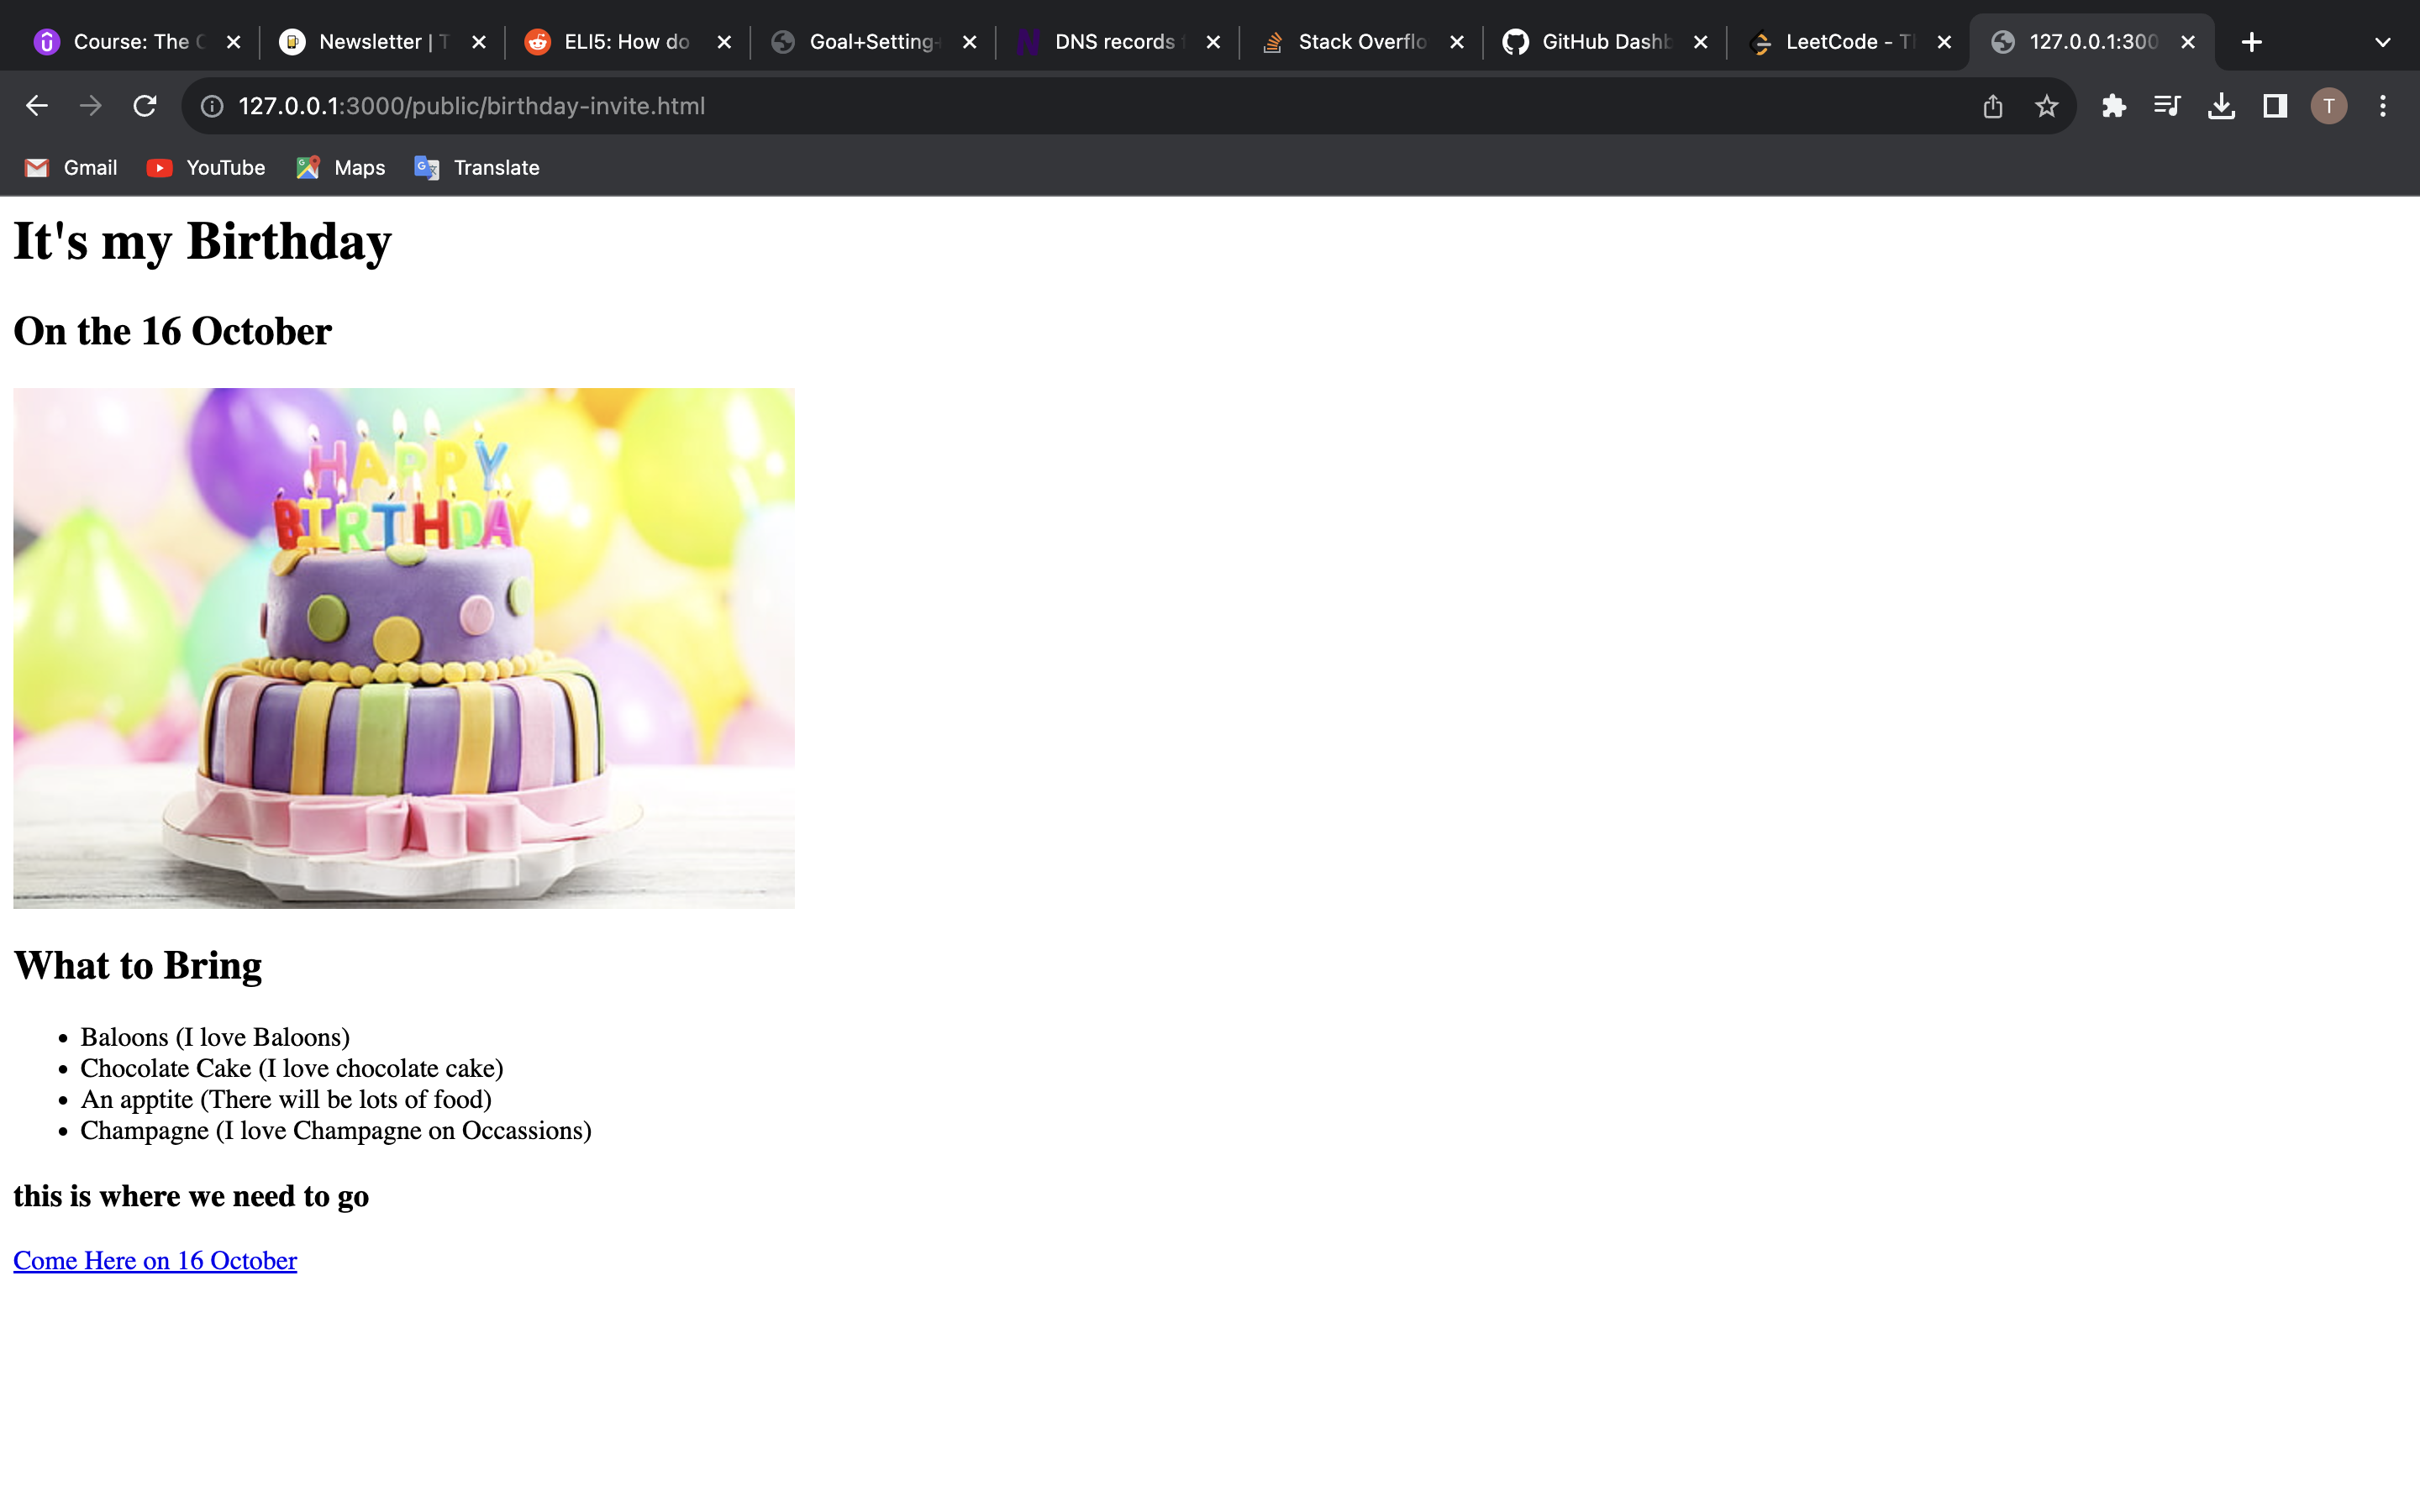 Course: The C
Newsletter | T
ELI5: How do
Goal+Setting+
DNS records f
Stack Overflo
GitHub Dashb
LeetCode - Th
127.0.0.1:300
127.0.0.1:3000/public/birthday-invite.html
T
Gmail
YouTube
Maps
Translate
It's my Birthday
On the 16 October
HAPPY
BIRTHDAY
What to Bring
• Baloons (I love Baloons)
• Chocolate Cake (I love chocolate cake)
• An apptite (There will be lots of food)
• Champagne (I love Champagne on Occassions)
this is where we need to go
Come Here on 16 October